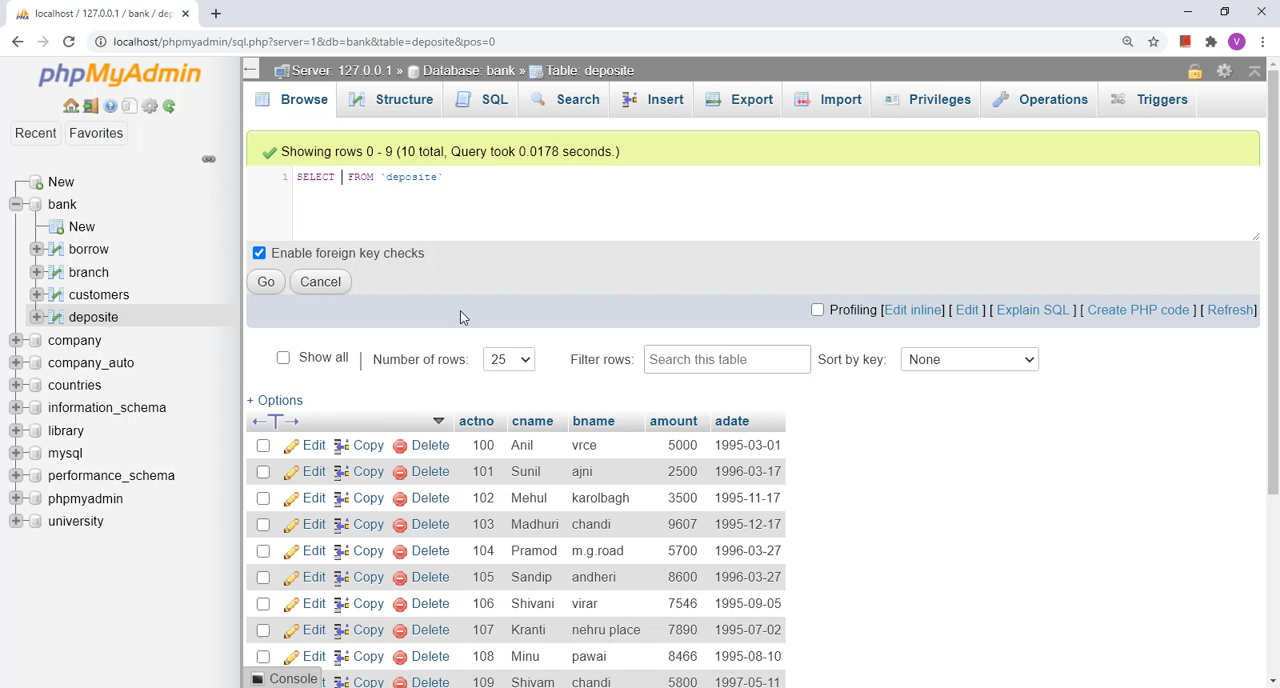 localhost / 127.0.0.1 / bank / dep
localhost/phpmyadmin/sql.php?server=1&db=bank&table=deposite&pos=0
V
phpMyAdmin
Recent Favorites
New
bank
New
borrow
branch
customers
deposite
company
company_auto
countries
information_schema
library
mysql
performance_schema
phpmyadmin
university
Server: 127.0.0.1 » Database: bank » Table: deposite
Browse Structure SQL Search Insert Export Import Privileges Operations Triggers
Showing rows 0 - 9 (10 total, Query took 0.0178 seconds.)
1 SELECT FROM `deposite`
Enable foreign key checks
Go Cancel
Profiling [Edit inline] [ Edit ] [ Explain SQL ] [ Create PHP code ] [ Refresh]
Show all | Number of rows: 25 Filter rows: Search this table Sort by key: None
+ Options
←T→ actno cname bname amount adate
Edit Copy Delete 100 Anil vrce 5000 1995-03-01
Edit Copy Delete 101 Sunil ajni 2500 1996-03-17
Edit Copy Delete 102 Mehul karolbagh 3500 1995-11-17
Edit Copy Delete 103 Madhuri chandi 9607 1995-12-17
Edit Copy Delete 104 Pramod m.g.road 5700 1996-03-27
Edit Copy Delete 105 Sandip andheri 8600 1996-03-27
Edit Copy Delete 106 Shivani virar 7546 1995-09-05
Edit Copy Delete 107 Kranti nehru place 7890 1995-07-02
Edit Copy Delete 108 Minu pawai 8466 1995-08-10
Edit Copy Delete 109 Shivam chandi 5800 1997-05-11
Console